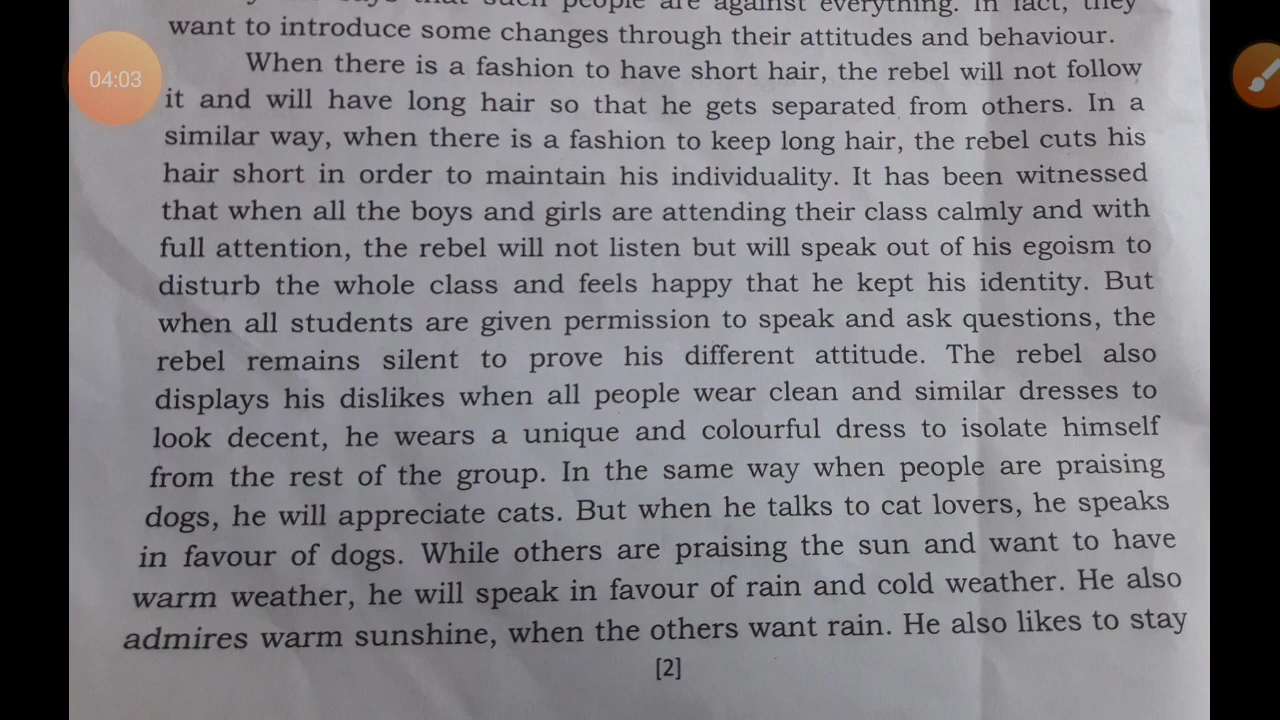 such people are against everything. In fact, they
want to introduce some changes through their attitudes and behaviour.
When there is a fashion to have short hair, the rebel will not follow
it and will have long hair so that he gets separated from others. In a
similar way, when there is a fashion to keep long hair, the rebel cuts his
hair short in order to maintain his individuality. It has been witnessed
that when all the boys and girls are attending their class calmly and with
full attention, the rebel will not listen but will speak out of his egoism to
disturb the whole class and feels happy that he kept his identity. But
when all students are given permission to speak and ask questions, the
rebel remains silent to prove his different attitude. The rebel also
displays his dislikes when all people wear clean and similar dresses to
look decent, he wears a unique and colourful dress to isolate himself
from the rest of the group. In the same way when people are praising
dogs, he will appreciate cats. But when he talks to cat lovers, he speaks
in favour of dogs. While others are praising the sun and want to have
warm weather, he will speak in favour of rain and cold weather. He also
admires warm sunshine, when the others want rain. He also likes to stay
[2]
04:03